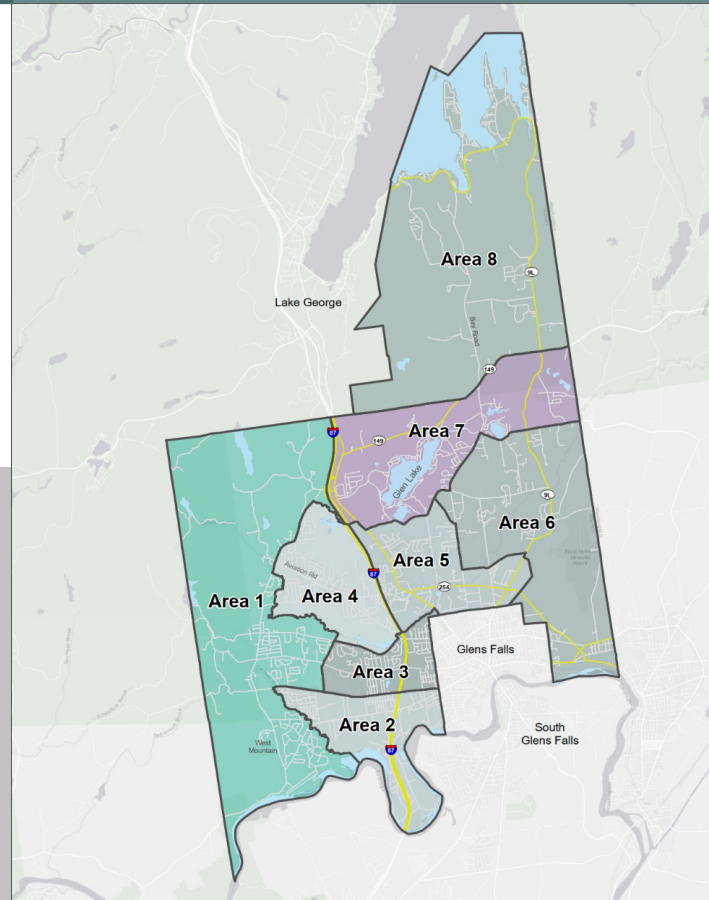 Area 8
9L
Lake George
Bay Road
149
87
Area 7
149
Glen Lake
9L
Area 6
Area 5
Aviation Rd
87
254
Area 4
Area 1
Glens Falls
Area 3
Area 2
South
Glens Falls
West
Mountain
87